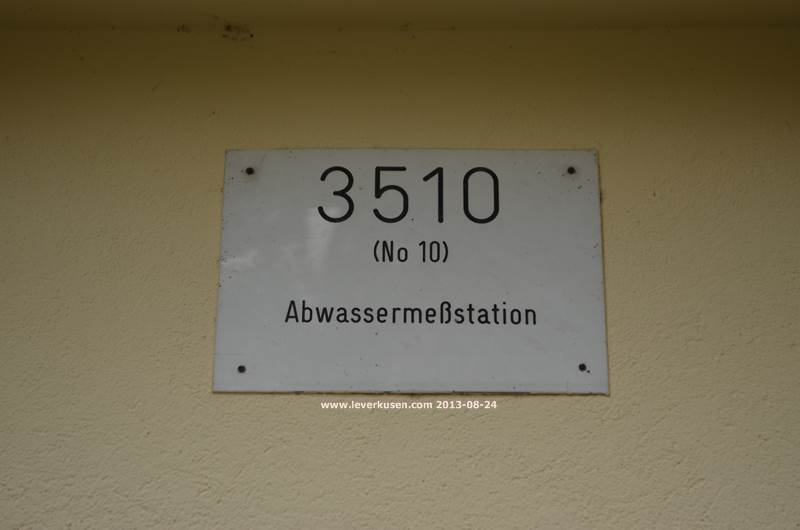 3510
(No 10)
Abwassermeßstation
www.leverkusen.com 2013-08-24